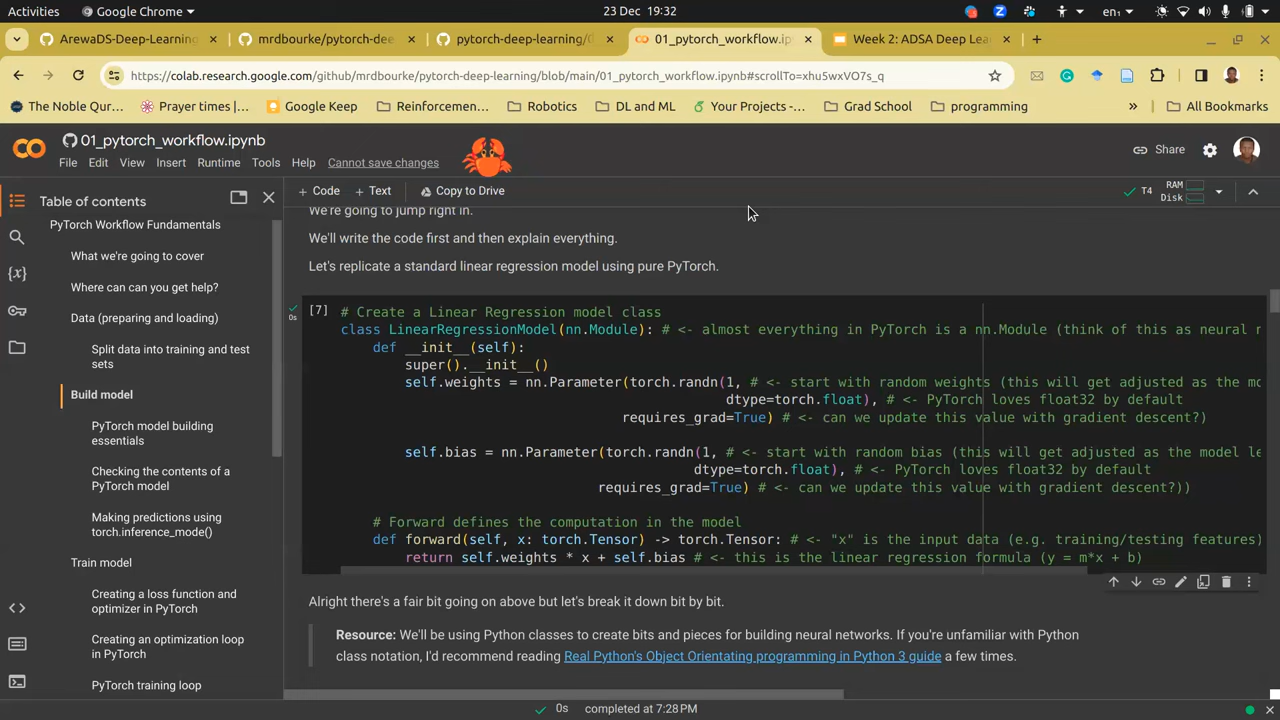 Activities
Google Chrome
23 Dec 19:32
en₁
ArewaDS-Deep-Learning
mrdbourke/pytorch-dee
pytorch-deep-learning/d
01_pytorch_workflow.ipy
Week 2: ADSA Deep Lea
https://colab.research.google.com/github/mrdbourke/pytorch-deep-learning/blob/main/01_pytorch_workflow.ipynb#scrollTo=xhu5wxVO7s_q
The Noble Qur...
Prayer times |...
Google Keep
Reinforcemen...
Robotics
DL and ML
Your Projects -...
Grad School
programming
»
All Bookmarks
01_pytorch_workflow.ipynb
File Edit View Insert Runtime Tools Help Cannot save changes
Share
+ Code + Text Copy to Drive
T4
RAM
Disk
Table of contents
PyTorch Workflow Fundamentals
What we're going to cover
Where can can you get help?
Data (preparing and loading)
Split data into training and test
sets
Build model
PyTorch model building
essentials
Checking the contents of a
PyTorch model
Making predictions using
torch.inference_mode()
Train model
Creating a loss function and
optimizer in PyTorch
Creating an optimization loop
in PyTorch
PyTorch training loop
{x}
<>
We're going to jump right in.
We'll write the code first and then explain everything.
Let's replicate a standard linear regression model using pure PyTorch.
0s
[7] # Create a Linear Regression model class
class LinearRegressionModel(nn.Module): # <- almost everything in PyTorch is a nn.Module (think of this as neural n
def __init__(self):
super().__init__()
self.weights = nn.Parameter(torch.randn(1, # <- start with random weights (this will get adjusted as the mo
dtype=torch.float), # <- PyTorch loves float32 by default
requires_grad=True) # <- can we update this value with gradient descent?)
self.bias = nn.Parameter(torch.randn(1, # <- start with random bias (this will get adjusted as the model le
dtype=torch.float), # <- PyTorch loves float32 by default
requires_grad=True) # <- can we update this value with gradient descent?))
# Forward defines the computation in the model
def forward(self, x: torch.Tensor) -> torch.Tensor: # <- "x" is the input data (e.g. training/testing features)
return self.weights * x + self.bias # <- this is the linear regression formula (y = m*x + b)
Alright there's a fair bit going on above but let's break it down bit by bit.
Resource: We'll be using Python classes to create bits and pieces for building neural networks. If you're unfamiliar with Python
class notation, I'd recommend reading Real Python's Object Orientating programming in Python 3 guide a few times.
0s completed at 7:28 PM